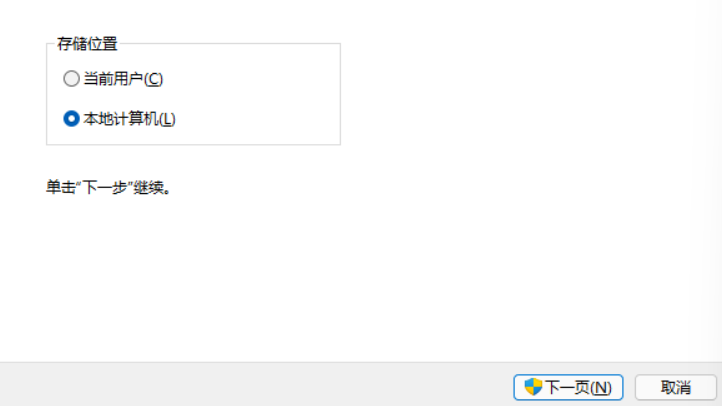 存储位置
当前用户(C)
本地计算机(L)
单击“下一步”继续。
下一页(N)
取消